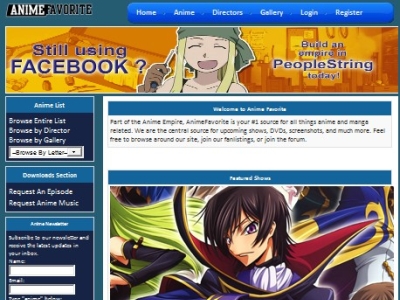 ANIMEFAVORITE
Home
Anime
Directors
Gallery
Login
Register
Still using
FACEBOOK ?
Build an
empire in
PeopleString
today!
Anime List
Browse Entire List
Browse by Director
Browse by Gallery
--Browse By Letter--
Downloads Section
Request An Episode
Request Anime Music
Anime Newsletter
Subscribe to our newsletter and
receive the latest updates in
your inbox.
Name:
Email:
Type "anime" below:
Welcome to Anime Favorite
Part of the Anime Empire, AnimeFavorite is your #1 source for all things anime and manga
related. We are the central source for upcoming shows, DVDs, screenshots, and much more. Feel
free to browse around our site, join our fanlistings, or join the forum.
Featured Shows